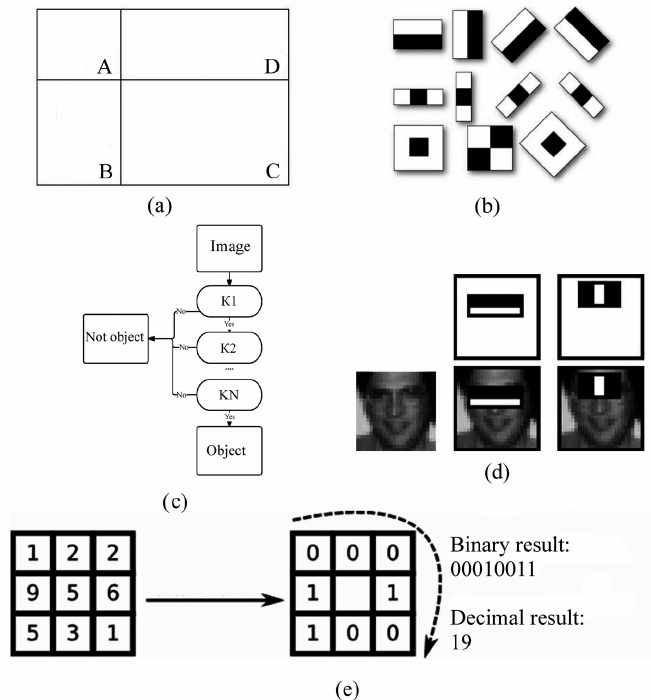 A D
B C
(a)
(b)
Image
K1
No
Yes
Not object
K2
No
....
KN
No
Yes
Object
(c)
(d)
1 2 2
9 5 6
5 3 1
0 0 0
1 1
1 0 0
Binary result:
00010011
Decimal result:
19
(e)